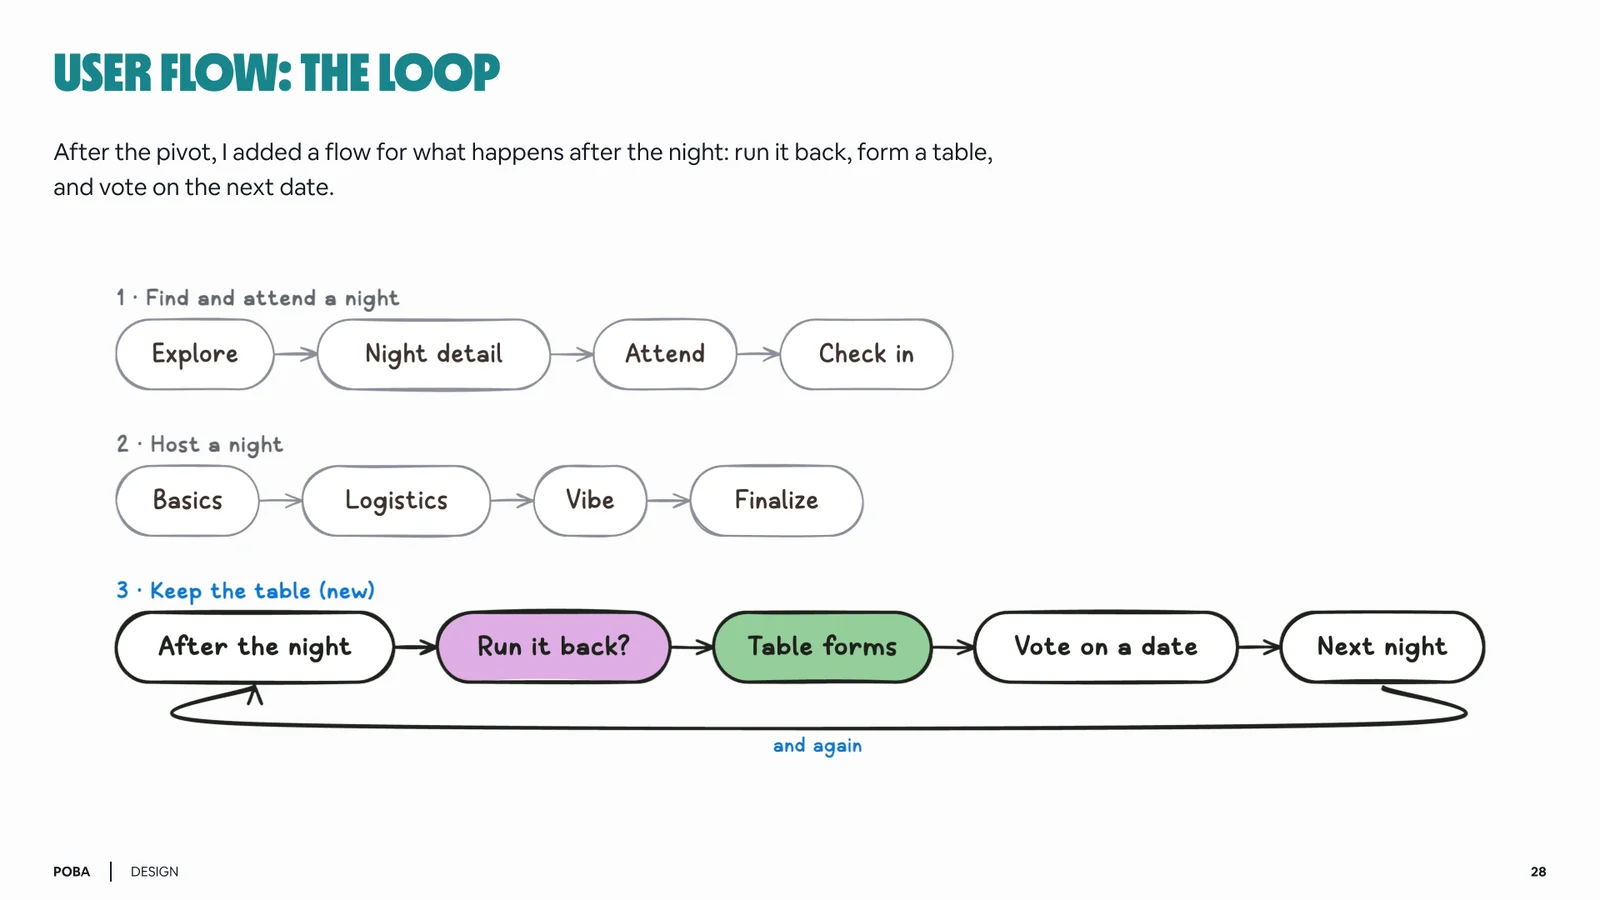 USER FLOW: THE LOOP
After the pivot, I added a flow for what happens after the night: run it back, form a table,
and vote on the next date.
1 · Find and attend a night
Explore
Night detail
Attend
Check in
2 · Host a night
Basics
Logistics
Vibe
Finalize
3 · Keep the table (new)
After the night
Run it back?
Table forms
Vote on a date
Next night
and again
POBA
DESIGN
28